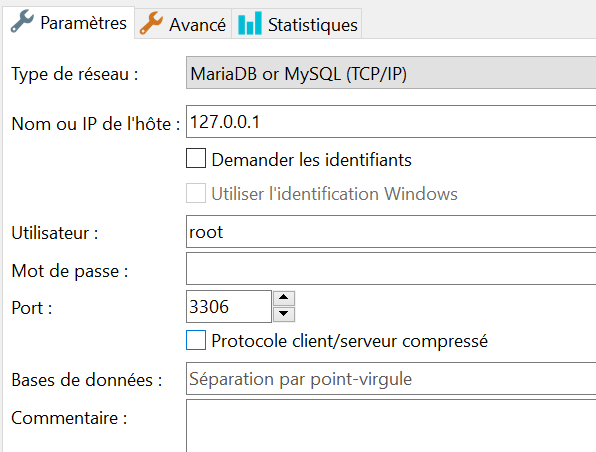 Paramètres Avancé Statistiques
Type de réseau : MariaDB or MySQL (TCP/IP)
Nom ou IP de l'hôte : 127.0.0.1
Demander les identifiants
Utiliser l'identification Windows
Utilisateur : root
Mot de passe :
Port : 3306
Protocole client/serveur compressé
Bases de données : Séparation par point-virgule
Commentaire :